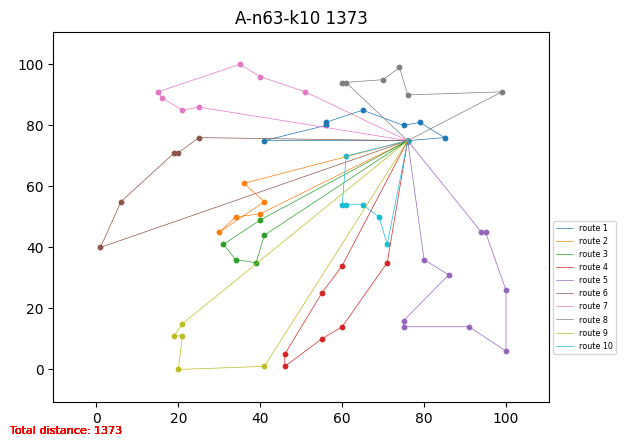 A-n63-k10 1373
100
80
60
40
20
0
0 20 40 60 80 100
route 1
route 2
route 3
route 4
route 5
route 6
route 7
route 8
route 9
route 10
Total distance: 1373